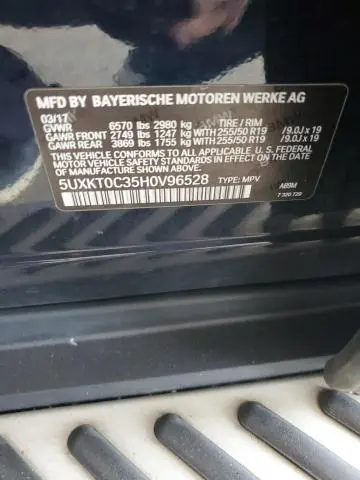 MFD BY BAYERISCHE MOTOREN WERKE AG
03/17
GVWR 6570 lbs 2980 kg TIRE / RIM
GAWR FRONT 2749 lbs 1247 kg WITH 255/50 R19 / 9.0J x 19
GAWR REAR 3869 lbs 1755 kg WITH 255/50 R19 / 9.0J x 19
THIS VEHICLE CONFORMS TO ALL APPLICABLE U.S. FEDERAL
MOTOR VEHICLE SAFETY STANDARDS IN EFFECT ON THE DATE
OF MANUFACTURE SHOWN ABOVE.
5UXKT0C35H0V96528 TYPE: MPV
A89M
T 320 729